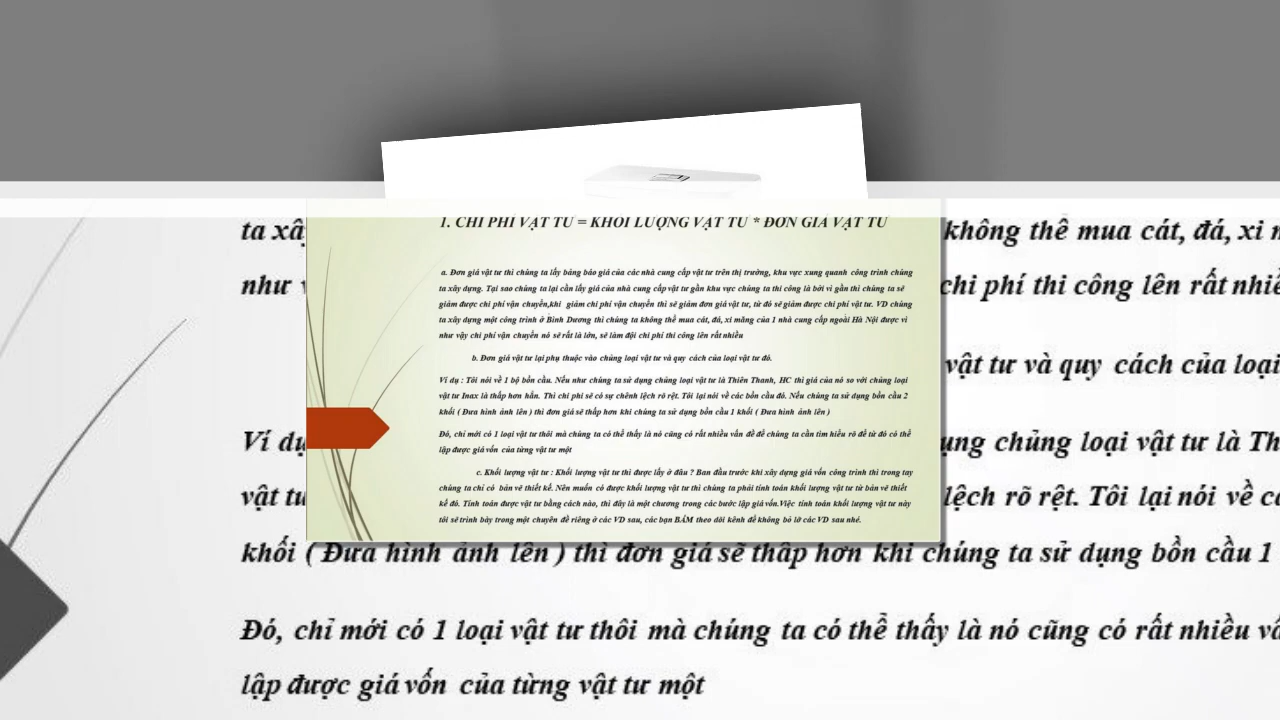 1. CHI PHÍ VẬT TƯ = KHỐI LƯỢNG VẬT TƯ * ĐƠN GIÁ VẬT TƯ
a. Đơn giá vật tư thì chúng ta lấy bảng báo giá của các nhà cung cấp vật tư trên thị trường, khu vực xung quanh công trình chúng
ta xây dựng. Tại sao chúng ta lại cần lấy giá của nhà cung cấp vật tư gần khu vực chúng ta thi công là bởi vì gần thì chúng ta sẽ
giảm được chi phí vận chuyển,khi giảm chi phí vận chuyển thì sẽ giảm đơn giá vật tư, từ đó sẽ giảm được chi phí vật tư. VD chúng
ta xây dựng một công trình ở Bình Dương thì chúng ta không thể mua cát, đá, xi măng của 1 nhà cung cấp ngoài Hà Nội được vì
như vậy chi phí vận chuyển nó sẽ rất là lớn, sẽ làm đội chi phí thi công lên rất nhiều
b. Đơn giá vật tư lại phụ thuộc vào chủng loại vật tư và quy cách của loại vật tư đó.
Ví dụ : Tôi nói về 1 bộ bồn cầu. Nếu như chúng ta sử dụng chủng loại vật tư là Thiên Thanh, HC thì giá của nó so với chủng loại
vật tư Inax là thấp hơn hẳn. Thì chi phí sẽ có sự chênh lệch rõ rệt. Tôi lại nói về các bồn cầu đó. Nếu chúng ta sử dụng bồn cầu 2
khối ( Đưa hình ảnh lên ) thì đơn giá sẽ thấp hơn khi chúng ta sử dụng bồn cầu 1 khối ( Đưa hình ảnh lên )
Đó, chỉ mới có 1 loại vật tư thôi mà chúng ta có thể thấy là nó cũng có rất nhiều vấn đề để chúng ta cần tìm hiểu rõ để từ đó có thể
lập được giá vốn của từng vật tư một
c. Khối lượng vật tư : Khối lượng vật tư thì được lấy ở đâu ? Ban đầu trước khi xây dựng giá vốn công trình thì trong tay
chúng ta chỉ có bản vẽ thiết kế. Nên muốn có được khối lượng vật tư thì chúng ta phải tính toán khối lượng vật tư từ bản vẽ thiết
kế đó. Tính toán được vật tư bằng cách nào, thì đây là một chương trong các bước lập giá vốn.Việc tính toán khối lượng vật tư này
tôi sẽ trình bày trong một chuyên đề riêng ở các VD sau, các bạn BẤM theo dõi kênh để không bỏ lỡ các VD sau nhé.
ta xây không thể mua cát, đá, xi
như chi phí thi công lên rất nhiều
vật tư và quy cách của loại
Ví dụ chủng loại vật tư là
vật tư lệch rõ rệt. Tôi lại nói về
khối ( Đưa hình ảnh lên ) thì đơn giá sẽ thấp hơn khi chúng ta sử dụng bồn cầu 1
Đó, chỉ mới có 1 loại vật tư thôi mà chúng ta có thể thấy là nó cũng có rất nhiều
lập được giá vốn của từng vật tư một